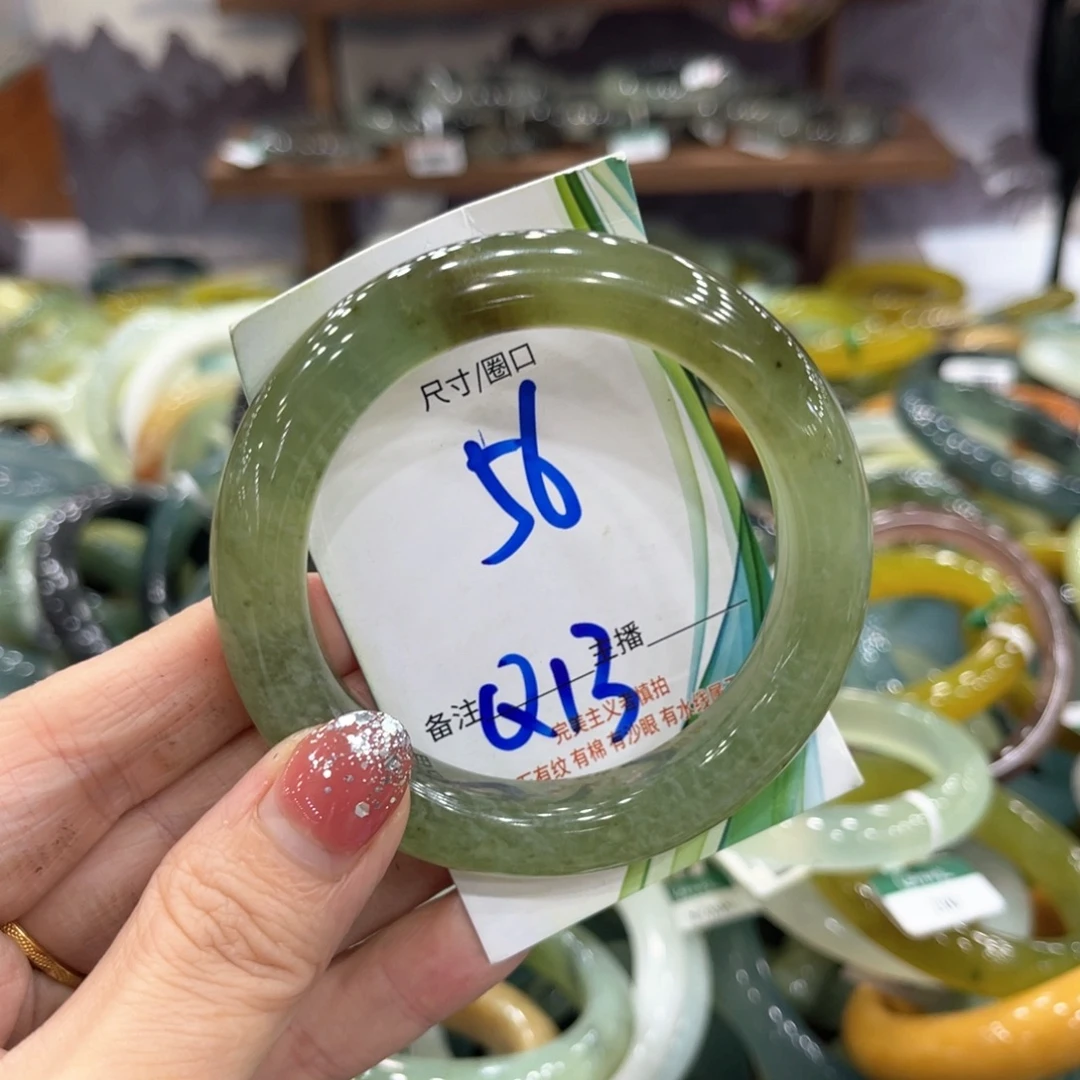 尺寸/圈口
56
主播
备注 Q13
完美主义者慎拍
有纹 有棉 有沙眼 有水线